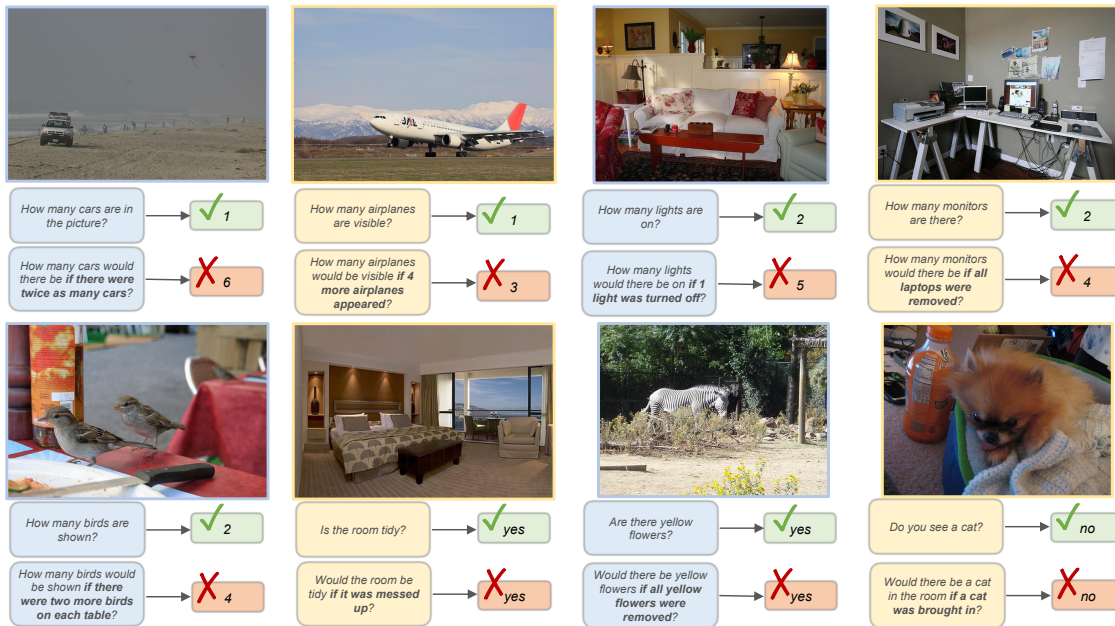 JAL
How many cars are in
the picture?
1
How many airplanes
are visible?
1
How many lights are
on?
2
How many monitors
are there?
2
How many cars would
there be if there were
twice as many cars?
6
How many airplanes
would be visible if 4
more airplanes
appeared?
3
How many lights
would there be on if 1
light was turned off?
5
How many monitors
would there be if all
laptops were
removed?
4
How many birds are
shown?
2
Is the room tidy?
yes
Are there yellow
flowers?
yes
Do you see a cat?
no
How many birds would
be shown if there
were two more birds
on each table?
4
Would the room be
tidy if it was messed
up?
yes
Would there be yellow
flowers if all yellow
flowers were
removed?
yes
Would there be a cat
in the room if a cat
was brought in?
no